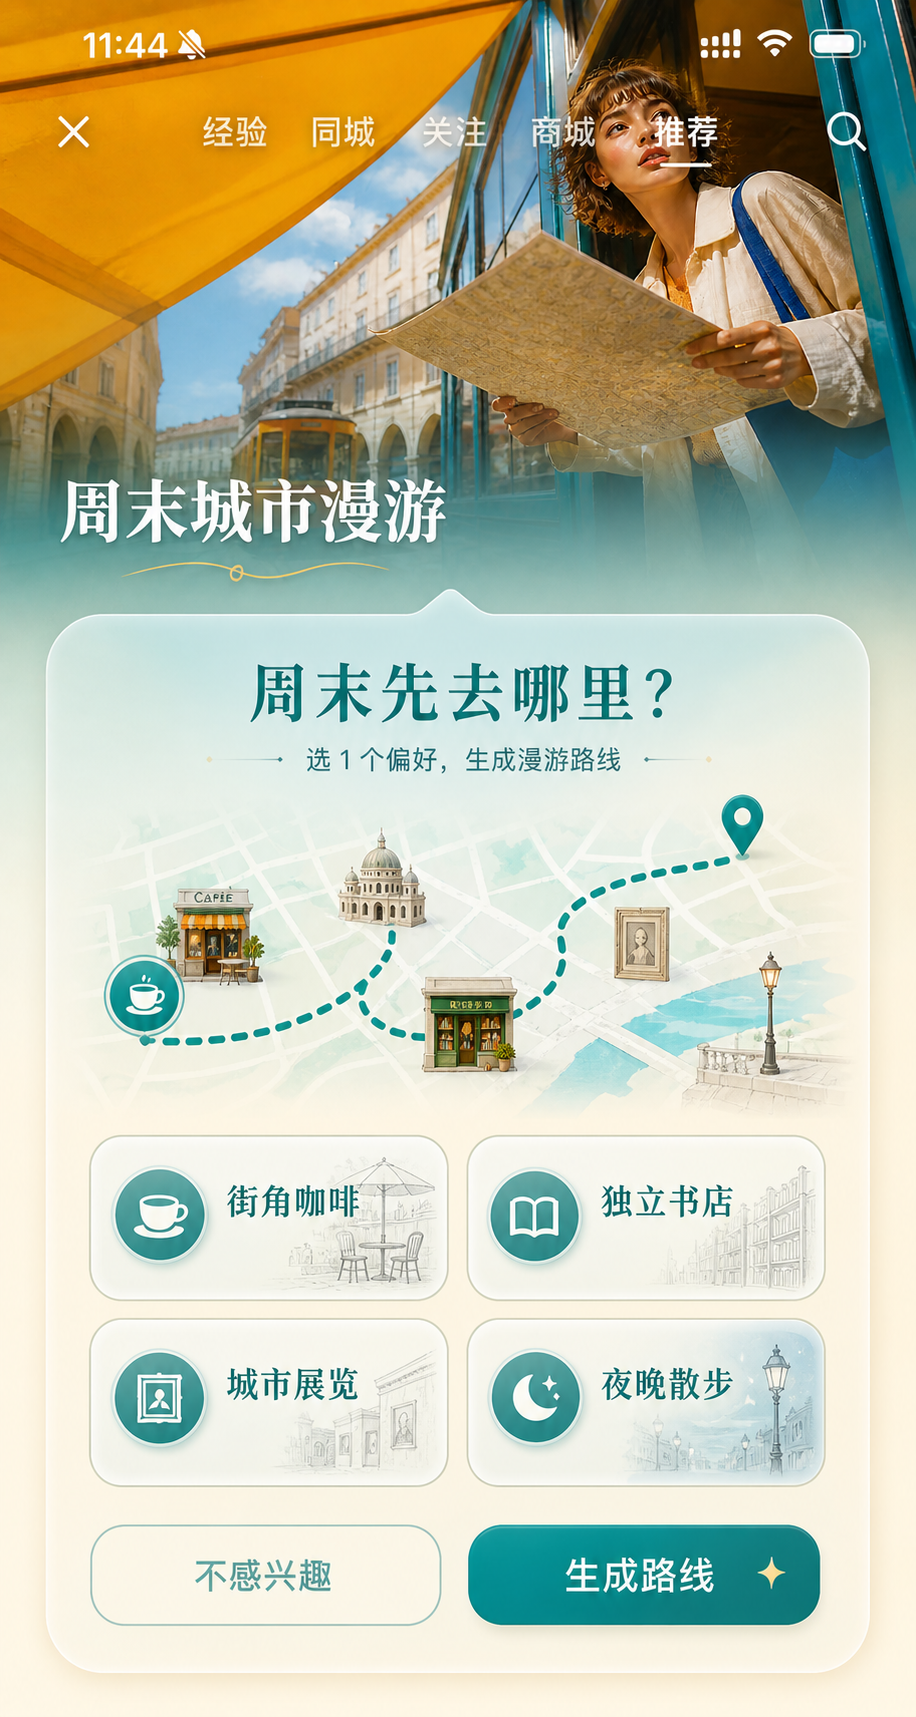 11:44
经验 同城 关注 商城 推荐
周末城市漫游
周末先去哪里？
选 1 个偏好，生成漫游路线
街角咖啡
独立书店
城市展览
夜晚散步
不感兴趣
生成路线